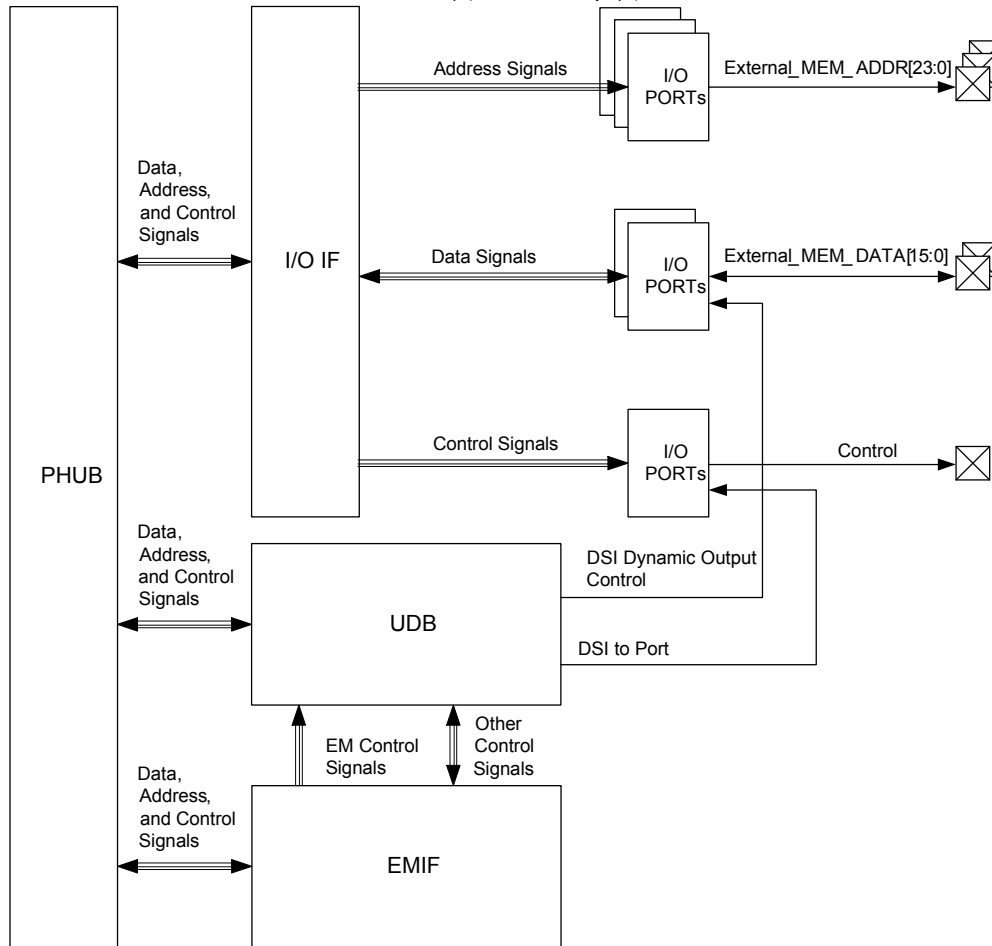 Address Signals
I/O
PORTs
External_MEM_ADDR[23:0]
Data,
Address,
and Control
Signals
I/O IF
Data Signals
I/O
PORTs
External_MEM_DATA[15:0]
PHUB
Control Signals
I/O
PORTs
Control
Data,
Address,
and Control
Signals
UDB
DSI Dynamic Output
Control
DSI to Port
EM Control
Signals
Other
Control
Signals
Data,
Address,
and Control
Signals
EMIF